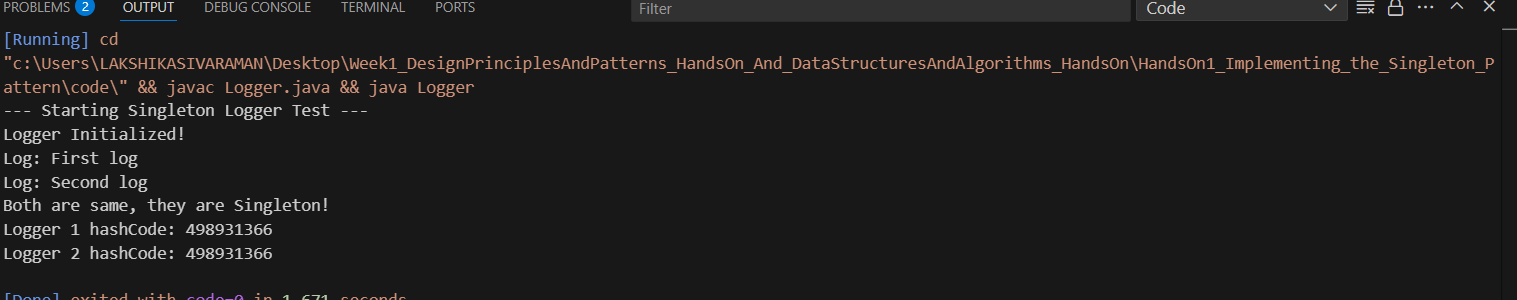 PROBLEMS 2 OUTPUT DEBUG CONSOLE TERMINAL PORTS Filter Code
[Running] cd
"c:\Users\LAKSHIKASIVARAMAN\Desktop\Week1_DesignPrinciplesAndPatterns_HandsOn_And_DataStructuresAndAlgorithms_HandsOn\HandsOn1_Implementing_the_Singleton_P
attern\code\" && javac Logger.java && java Logger
--- Starting Singleton Logger Test ---
Logger Initialized!
Log: First log
Log: Second log
Both are same, they are Singleton!
Logger 1 hashCode: 498931366
Logger 2 hashCode: 498931366
[Done] exited with code=0 in 1.671 seconds